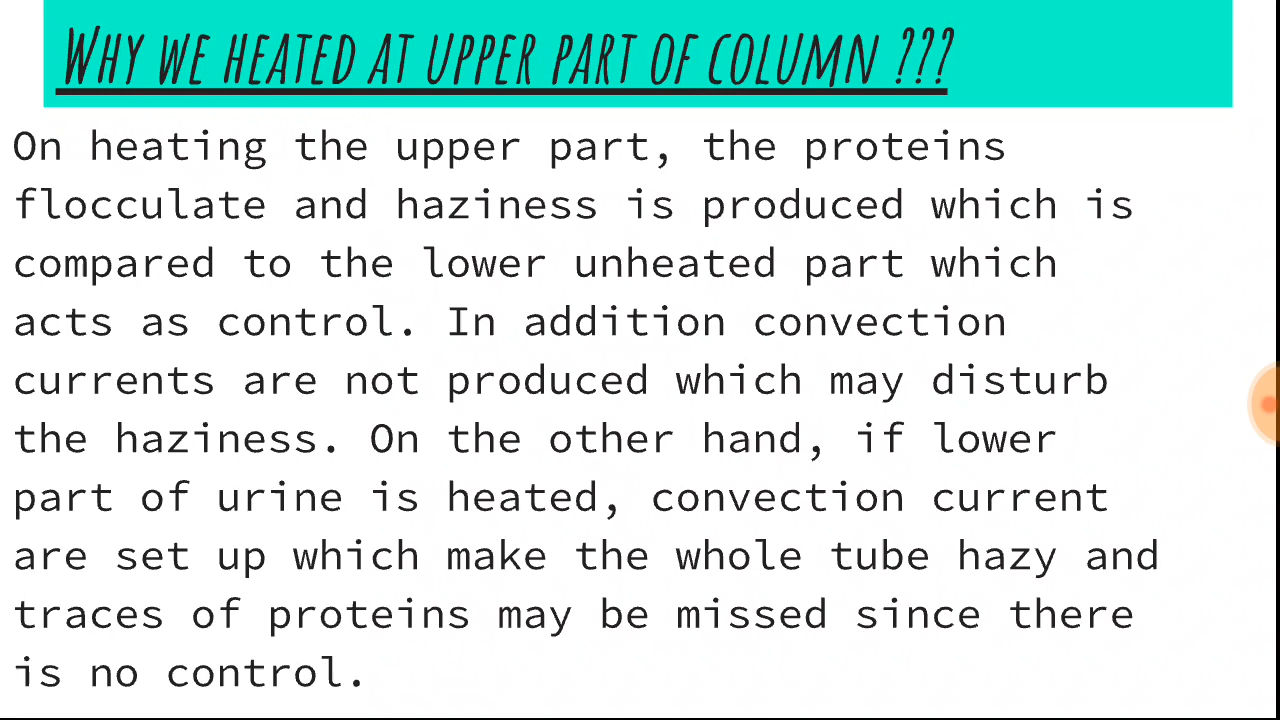 WHY WE HEATED AT UPPER PART OF COLUMN ???
On heating the upper part, the proteins
flocculate and haziness is produced which is
compared to the lower unheated part which
acts as control. In addition convection
currents are not produced which may disturb
the haziness. On the other hand, if lower
part of urine is heated, convection current
are set up which make the whole tube hazy and
traces of proteins may be missed since there
is no control.